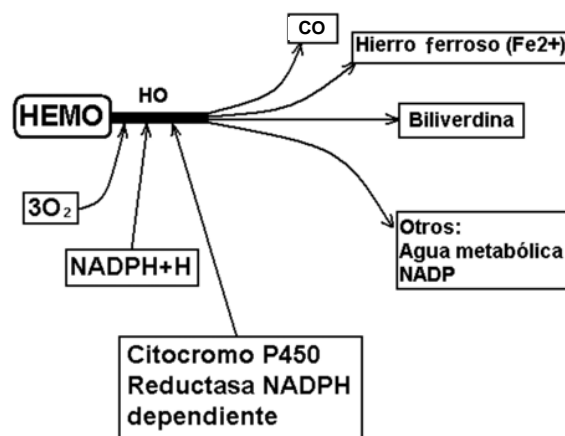 CO
Hierro ferroso (Fe2+)
HO
HEMO
Biliverdina
3O₂
NADPH+H
Otros:
Agua metabólica
NADP
Citocromo P450
Reductasa NADPH
dependiente